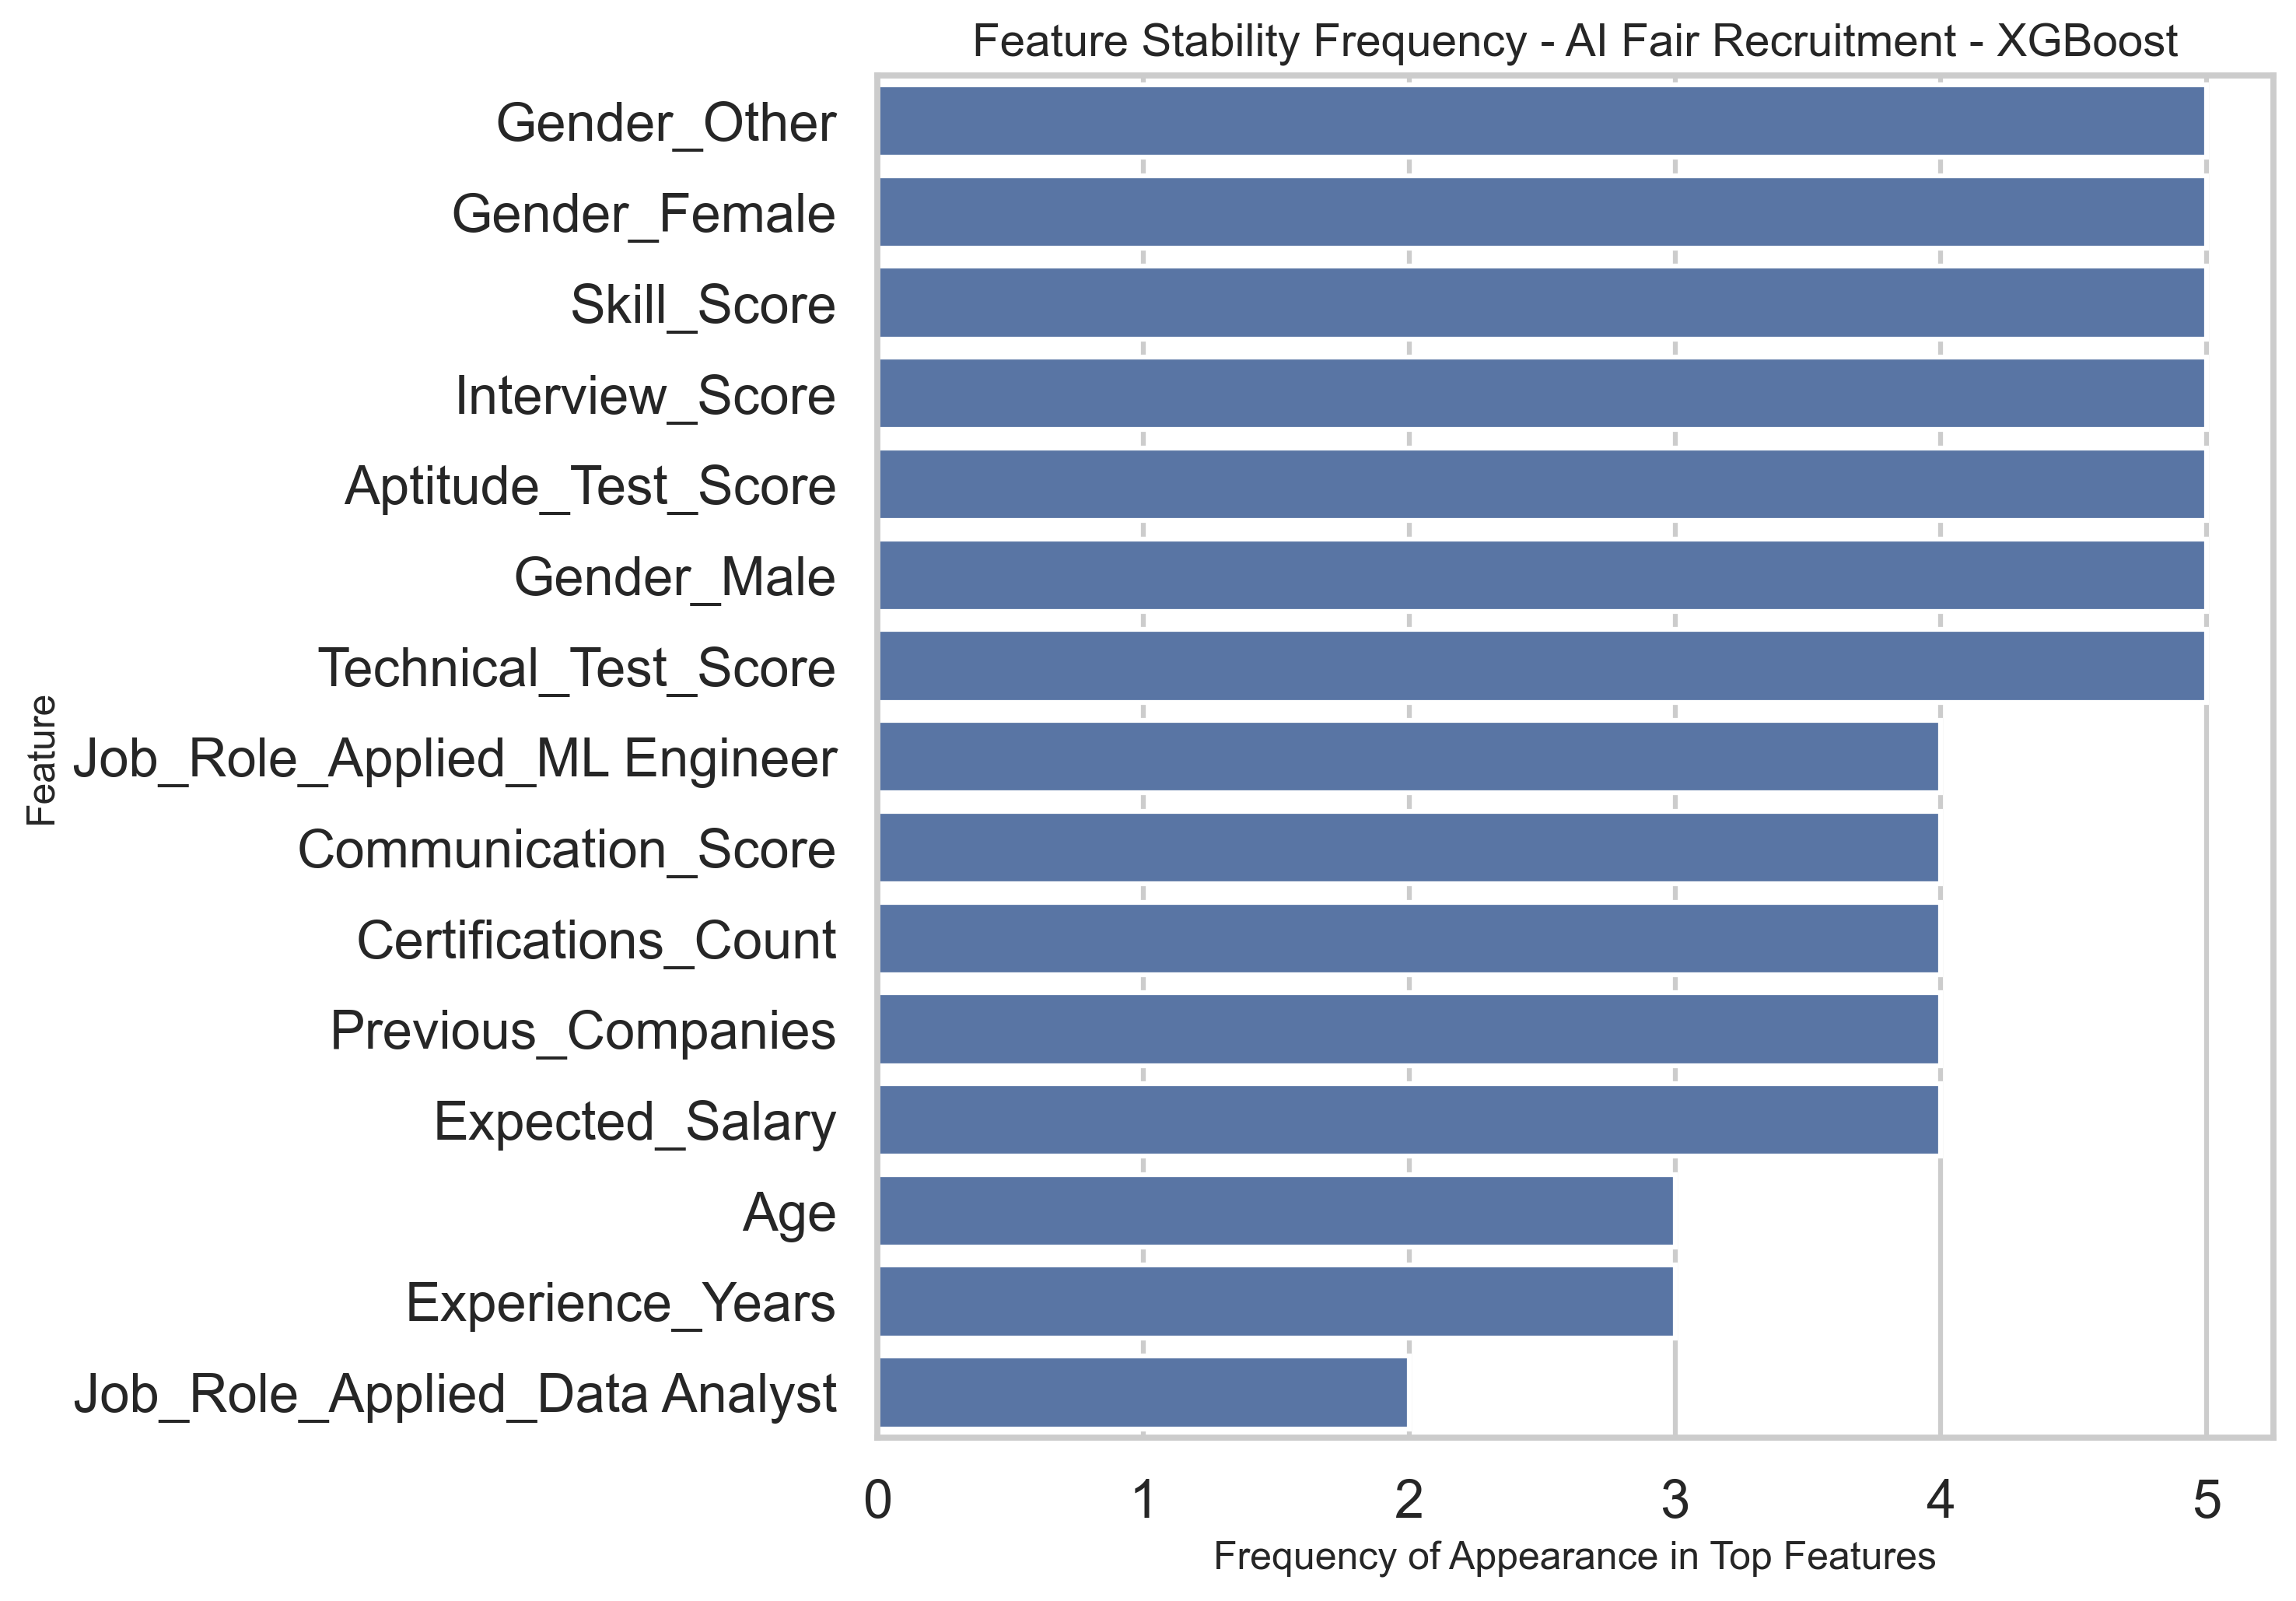 Feature Stability Frequency - AI Fair Recruitment - XGBoost
Gender_Other
Gender_Female
Skill_Score
Interview_Score
Aptitude_Test_Score
Gender_Male
Technical_Test_Score
Job_Role_Applied_ML Engineer
Communication_Score
Certifications_Count
Previous_Companies
Expected_Salary
Age
Experience_Years
Job_Role_Applied_Data Analyst
Feature
0 1 2 3 4 5
Frequency of Appearance in Top Features